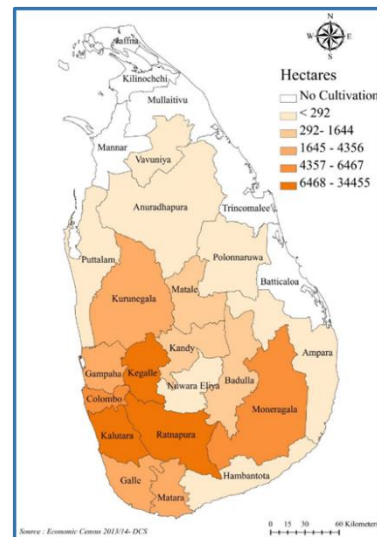 N
W E
S
Jaffna
Kilinochchi
Mullaitivu
Hectares
No Cultivation
< 292
292- 1644
1645 - 4356
4357 - 6467
6468 - 34455
Mannar
Vavuniya
Anuradhapura
Trincomalee
Puttalam
Polonnaruwa
Batticaloa
Kurunegala
Matale
Kandy
Ampara
Gampaha
Kegalle
Nuwara Eliya
Badulla
Colombo
Moneragala
Kalutara
Ratnapura
Hambantota
Galle
Matara
0 15 30 60 Kilometers
Source : Economic Census 2013/14- DCS